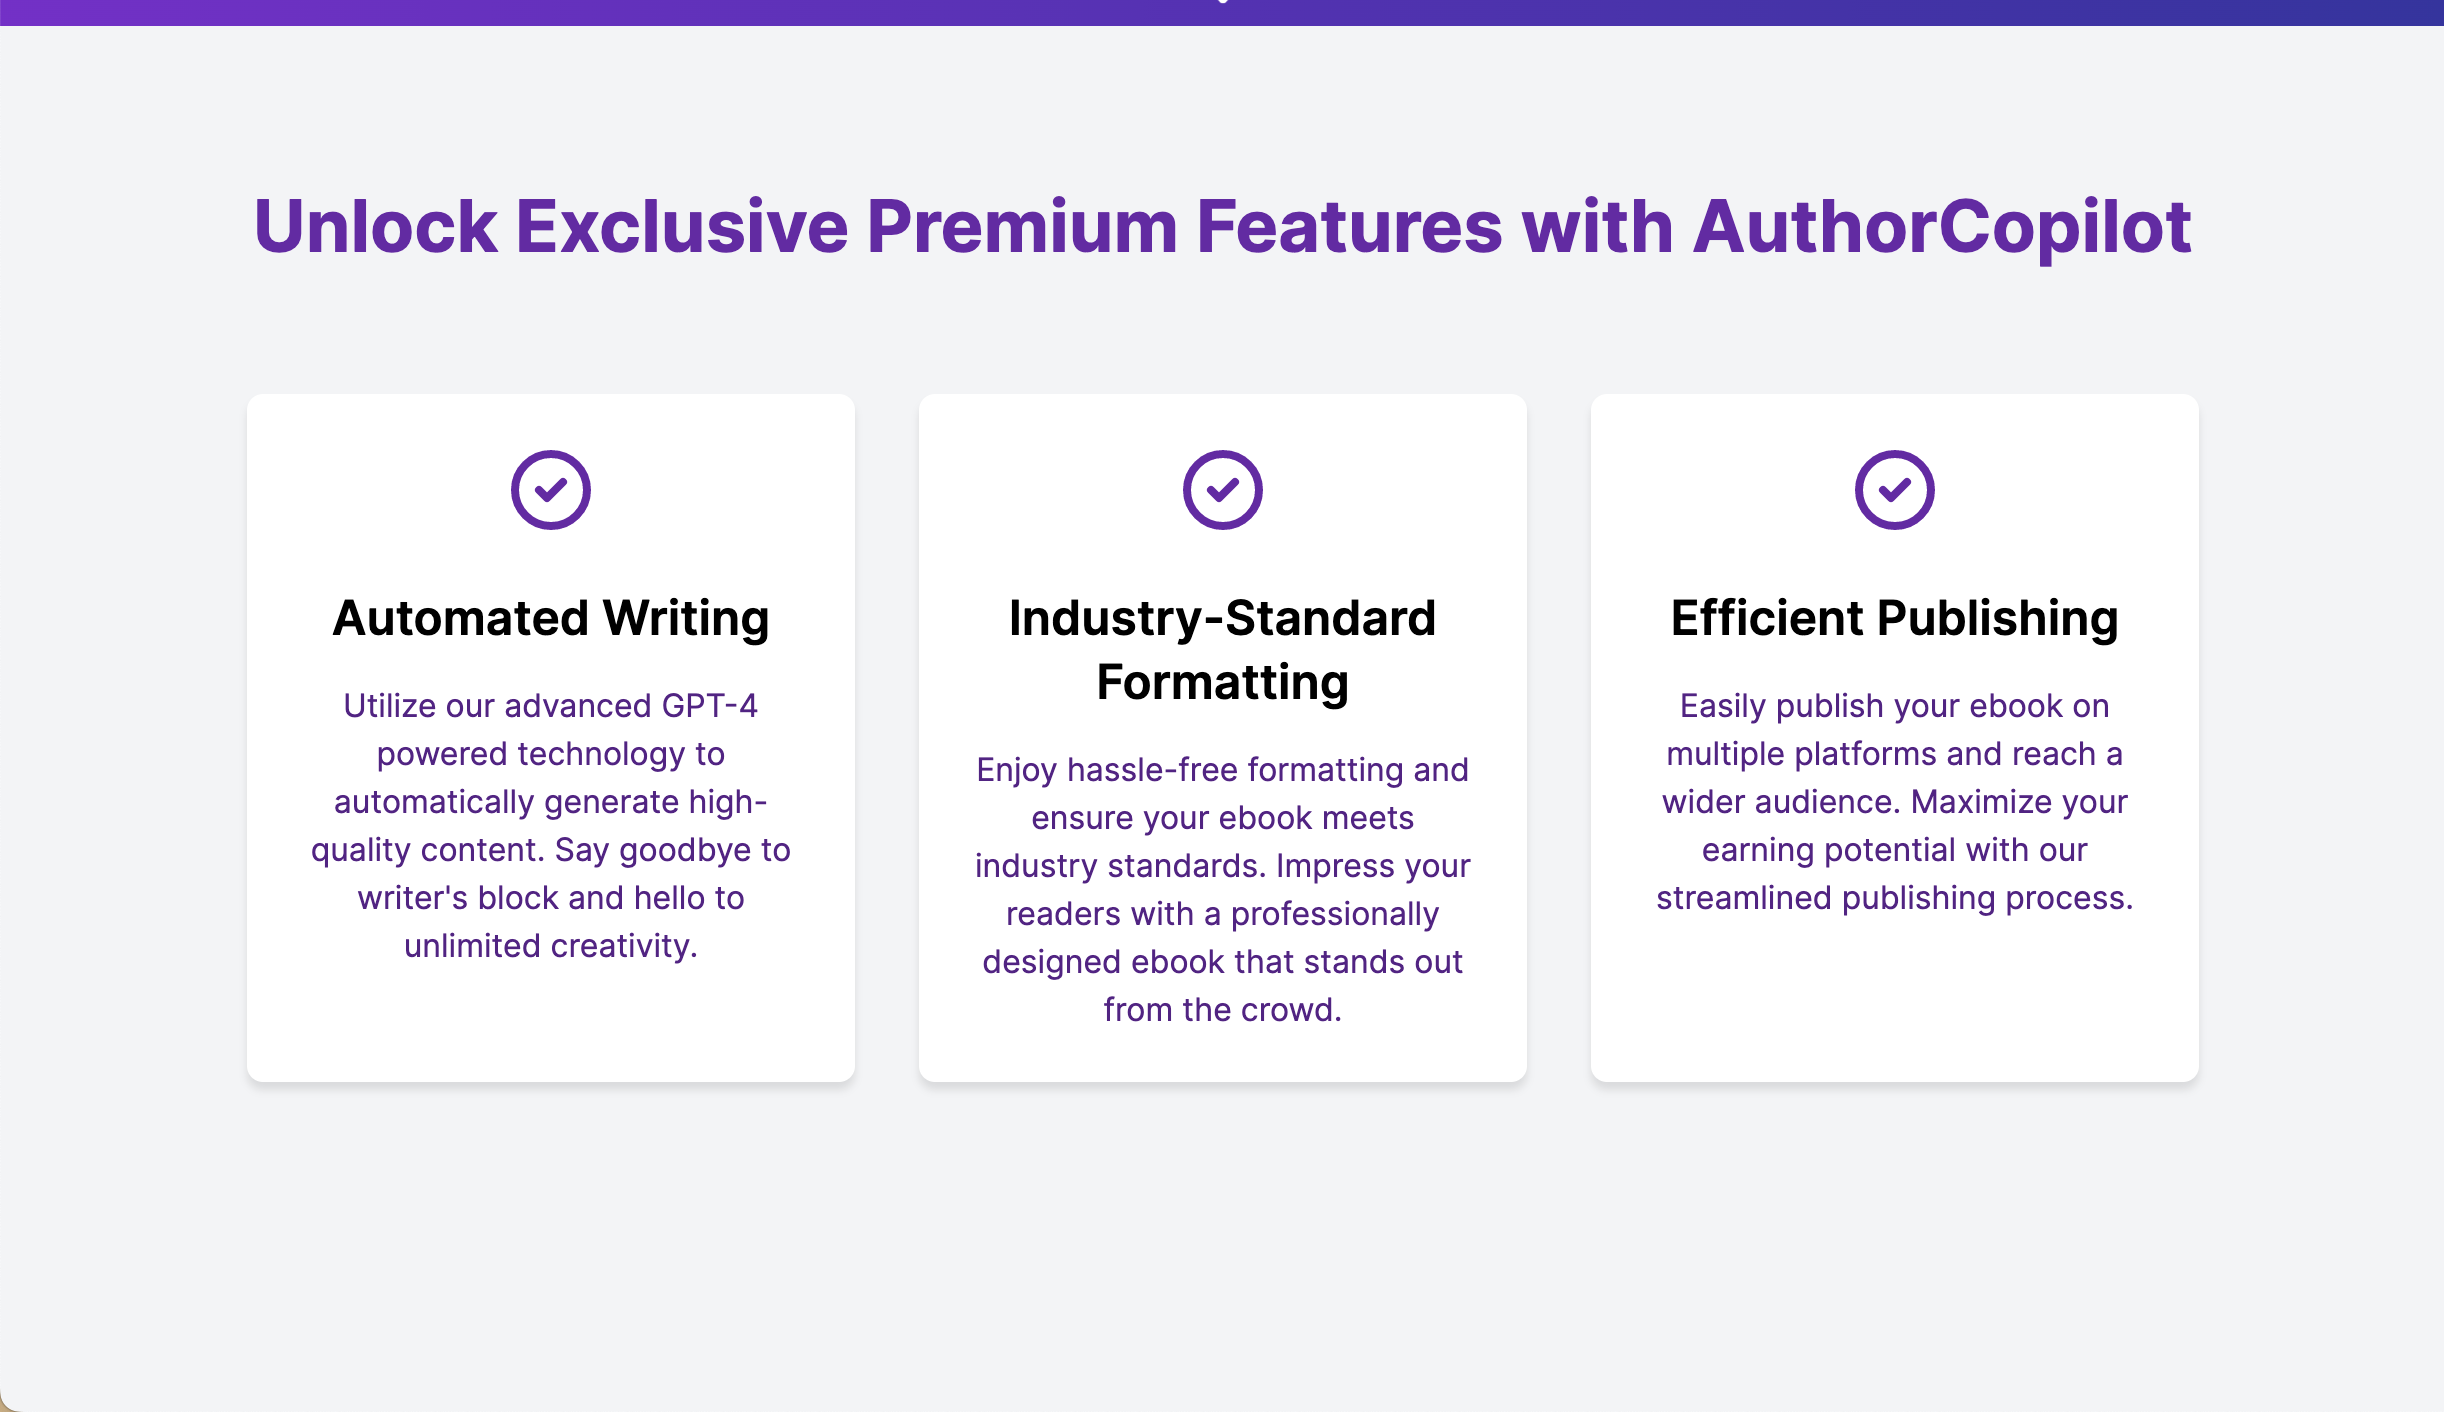 Unlock Exclusive Premium Features with AuthorCopilot
Automated Writing
Utilize our advanced GPT-4
powered technology to
automatically generate high-
quality content. Say goodbye to
writer's block and hello to
unlimited creativity.
Industry-Standard
Formatting
Enjoy hassle-free formatting and
ensure your ebook meets
industry standards. Impress your
readers with a professionally
designed ebook that stands out
from the crowd.
Efficient Publishing
Easily publish your ebook on
multiple platforms and reach a
wider audience. Maximize your
earning potential with our
streamlined publishing process.